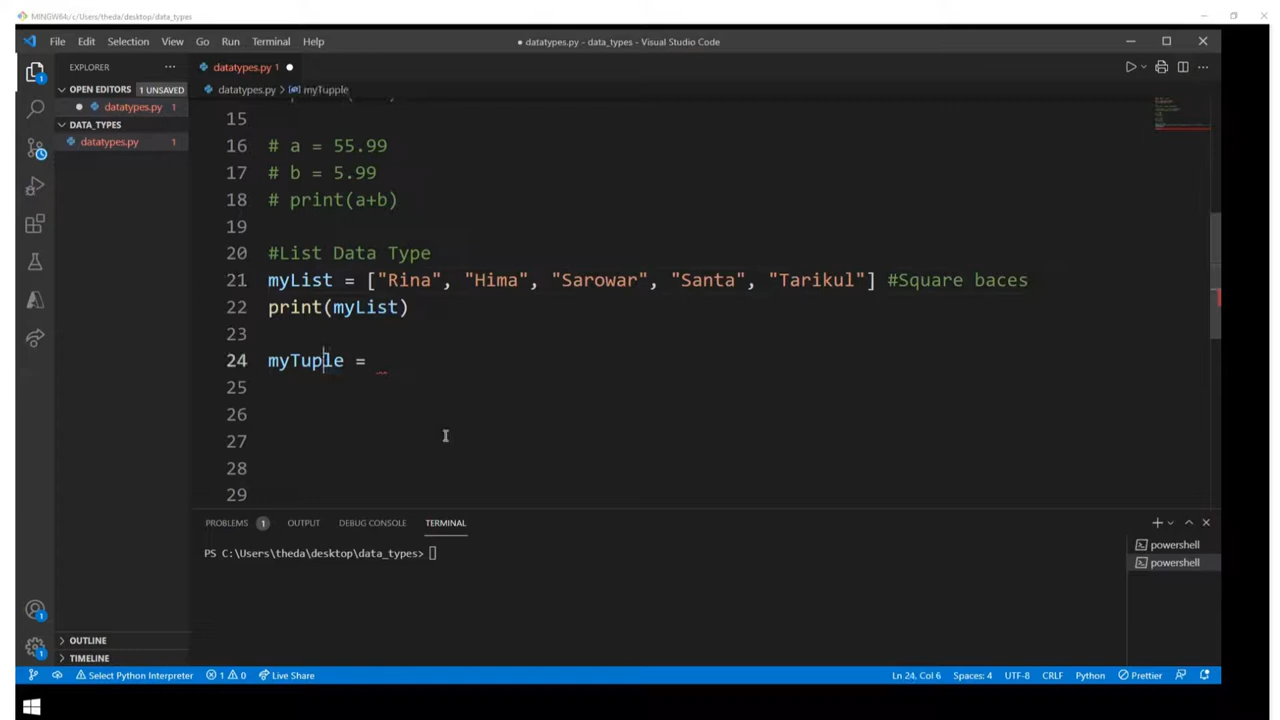 MINGW64:/c/Users/theda/desktop/data_types
File Edit Selection View Go Run Terminal Help
● datatypes.py - data_types - Visual Studio Code
EXPLORER
datatypes.py 1 ●
OPEN EDITORS 1 UNSAVED
datatypes.py > myTupple
● datatypes.py 1
DATA_TYPES
datatypes.py 1
15
16 # a = 55.99
17 # b = 5.99
18 # print(a+b)
19
20 #List Data Type
21 myList = ["Rina", "Hima", "Sarowar", "Santa", "Tarikul"] #Square baces
22 print(myList)
23
24 myTuple =
25
26
27
28
29
PROBLEMS 1 OUTPUT DEBUG CONSOLE TERMINAL
PS C:\Users\theda\desktop\data_types>
powershell
powershell
OUTLINE
TIMELINE
Select Python Interpreter 1 0 Live Share
Ln 24, Col 6 Spaces: 4 UTF-8 CRLF Python Prettier